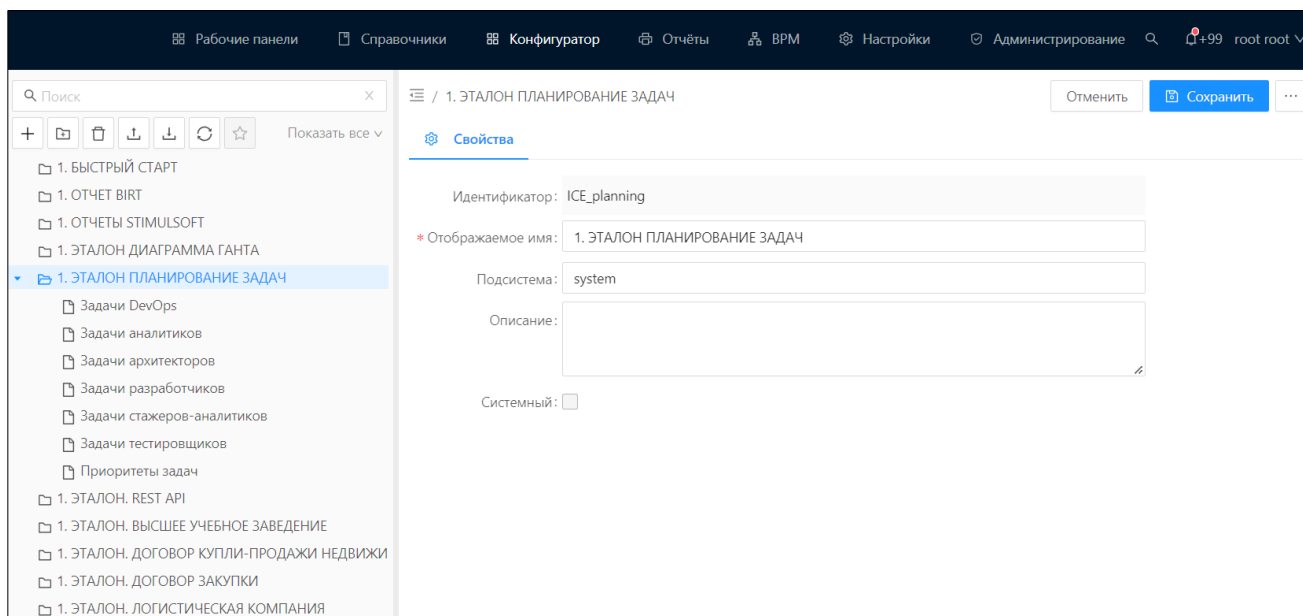 Рабочие панели Справочники Конфигуратор Отчёты BPM Настройки Администрирование +99 root root
Поиск
Показать все
1. БЫСТРЫЙ СТАРТ
1. ОТЧЕТ BIRT
1. ОТЧЕТЫ STIMULSOFT
1. ЭТАЛОН ДИАГРАММА ГАНТА
1. ЭТАЛОН ПЛАНИРОВАНИЕ ЗАДАЧ
Задачи DevOps
Задачи аналитиков
Задачи архитекторов
Задачи разработчиков
Задачи стажеров-аналитиков
Задачи тестировщиков
Приоритеты задач
1. ЭТАЛОН. REST API
1. ЭТАЛОН. ВЫСШЕЕ УЧЕБНОЕ ЗАВЕДЕНИЕ
1. ЭТАЛОН. ДОГОВОР КУПЛИ-ПРОДАЖИ НЕДВИЖИ
1. ЭТАЛОН. ДОГОВОР ЗАКУПКИ
1. ЭТАЛОН. ЛОГИСТИЧЕСКАЯ КОМПАНИЯ
/ 1. ЭТАЛОН ПЛАНИРОВАНИЕ ЗАДАЧ
Отменить Сохранить ...
Свойства
Идентификатор: ICE_planning
* Отображаемое имя: 1. ЭТАЛОН ПЛАНИРОВАНИЕ ЗАДАЧ
Подсистема: system
Описание:
Системный: